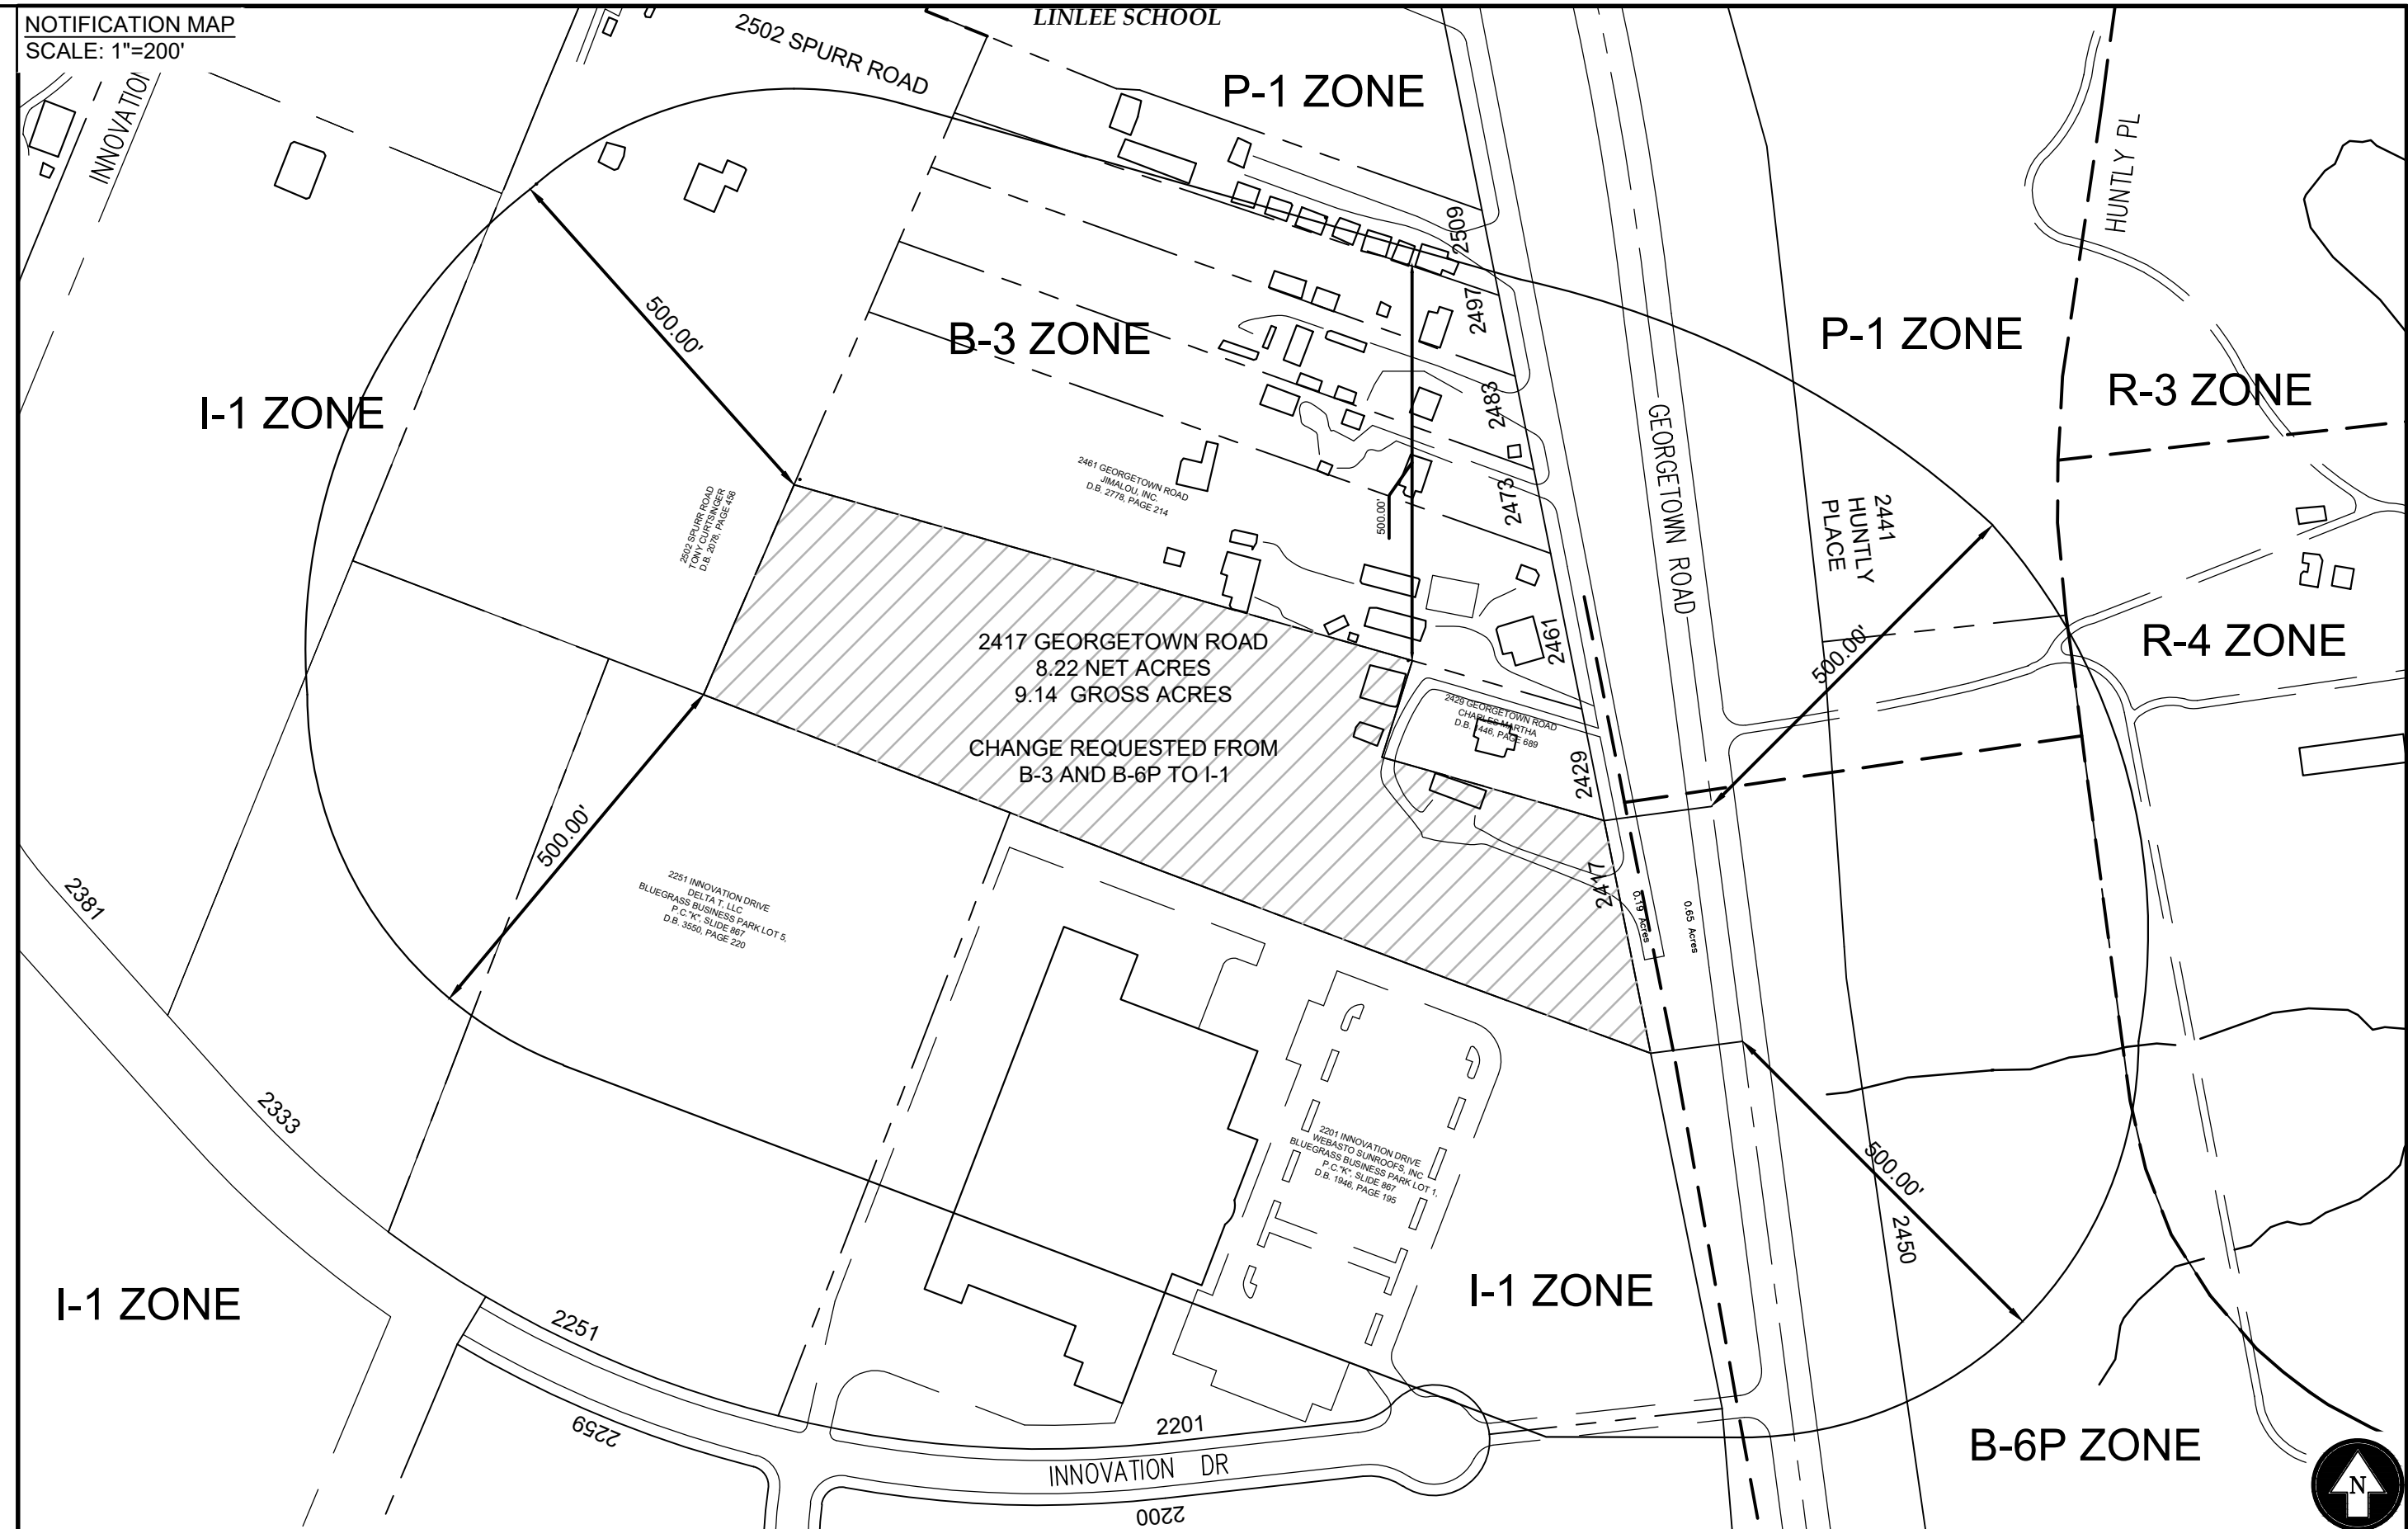 NOTIFICATION MAP
SCALE: 1"=200'
LINLEE SCHOOL
2502 SPURR ROAD
P-1 ZONE
INNOVATION
HUNTLY PL
2509
500.00'
B-3 ZONE
2497
P-1 ZONE
I-1 ZONE
2483
GEORGETOWN ROAD
R-3 ZONE
2461 GEORGETOWN ROAD
JIMALOU, INC.
D.B. 2778, PAGE 214
2502 SPURR ROAD
TONY CURTSINGER
D.B. 2078, PAGE 456
500.00'
2473
2441
HUNTLY
PLACE
2417 GEORGETOWN ROAD
8.22 NET ACRES
9.14 GROSS ACRES
CHANGE REQUESTED FROM
B-3 AND B-6P TO I-1
2461
500.00'
R-4 ZONE
2429 GEORGETOWN ROAD
CHARLES MARTHA
D.B. 1446, PAGE 689
2429
500.00'
2381
2251 INNOVATION DRIVE
DELTA T, LLC
BLUEGRASS BUSINESS PARK LOT 5,
P.C."K", SLIDE 867
D.B. 3550, PAGE 220
2417
0.19 Acres
0.65 Acres
2333
2201 INNOVATION DRIVE
WEBASTO SUNROOFS, INC
BLUEGRASS BUSINESS PARK LOT 1,
P.C."K", SLIDE 867
D.B. 1946, PAGE 195
500.00'
2450
I-1 ZONE
I-1 ZONE
2251
2259
2201
INNOVATION DR
2200
B-6P ZONE
N